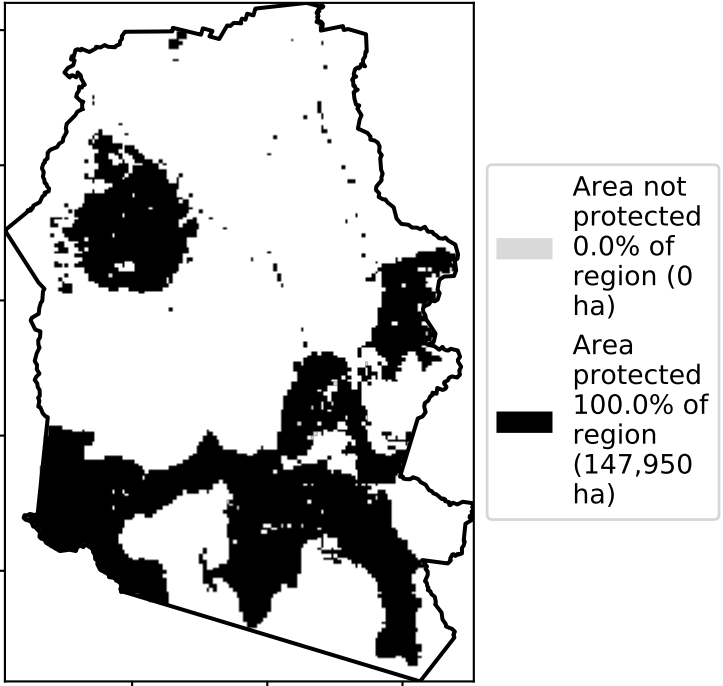 Area not
protected
0.0% of
region (0
ha)
Area
protected
100.0% of
region
(147,950
ha)